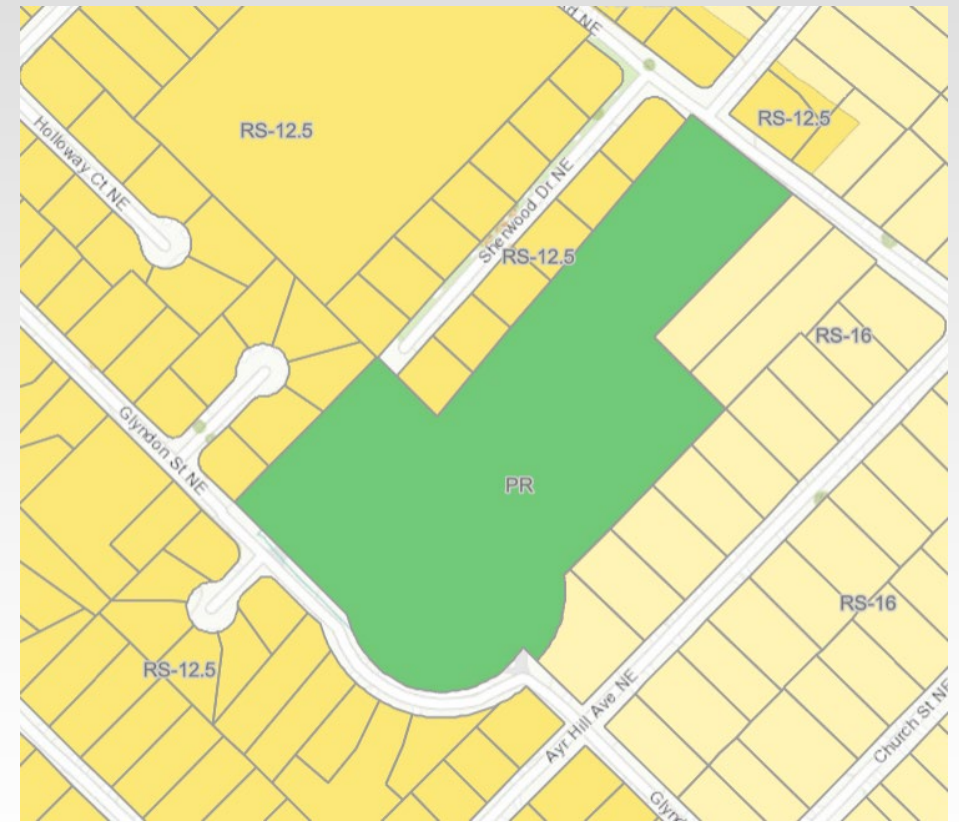 RS-12.5
RS-12.5
Holloway Ct NE
Sherwood Dr NE
RS-12.5
RS-16
Glyndon St NE
PR
RS-16
RS-12.5
Ayr Hill Ave NE
Church St NE